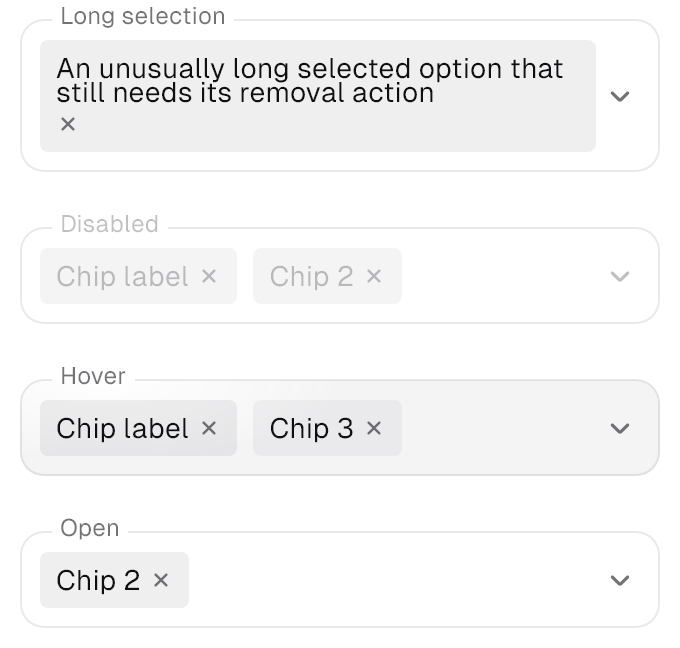 Long selection
An unusually long selected option that
still needs its removal action
Disabled
Chip label
Chip 2
Hover
Chip label
Chip 3
Open
Chip 2